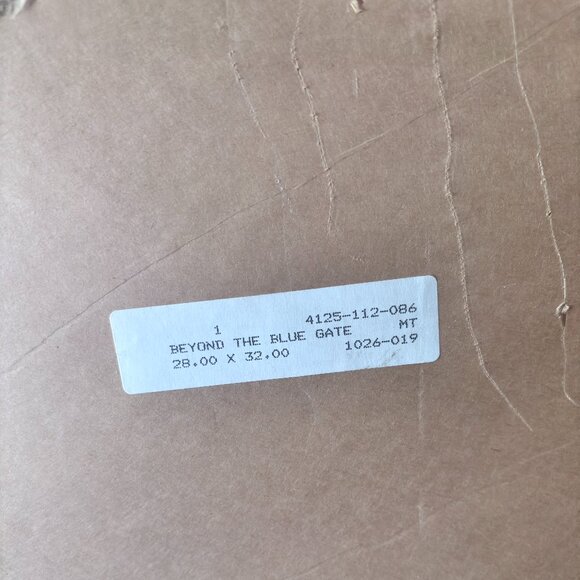 1 4125-112-086
BEYOND THE BLUE GATE MT
28.00 X 32.00 1026-019